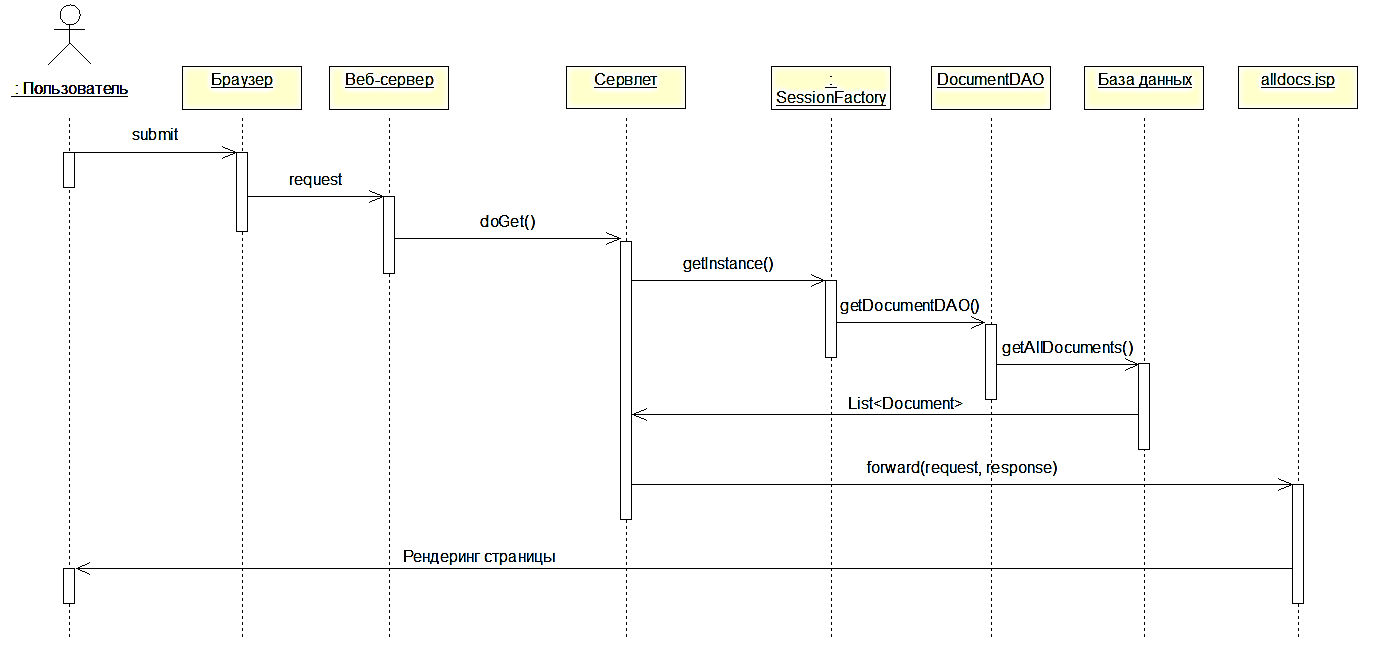 : Пользователь
Браузер
Веб-сервер
Сервлет
:
SessionFactory
DocumentDAO
База данных
alldocs.jsp
submit
request
doGet()
getInstance()
getDocumentDAO()
getAllDocuments()
List<Document>
forward(request, response)
Рендеринг страницы